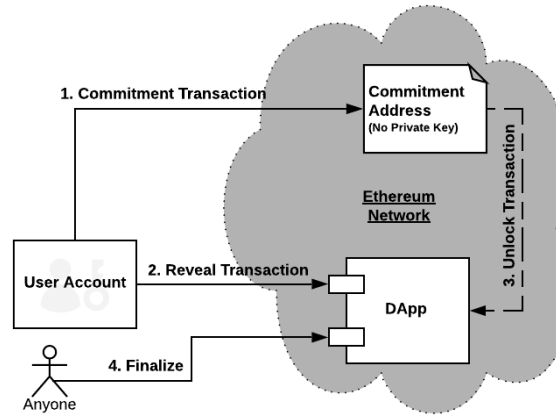 1. Commitment Transaction
Commitment
Address
(No Private Key)
Ethereum
Network
3. Unlock Transaction
User Account
2. Reveal Transaction
DApp
4. Finalize
Anyone